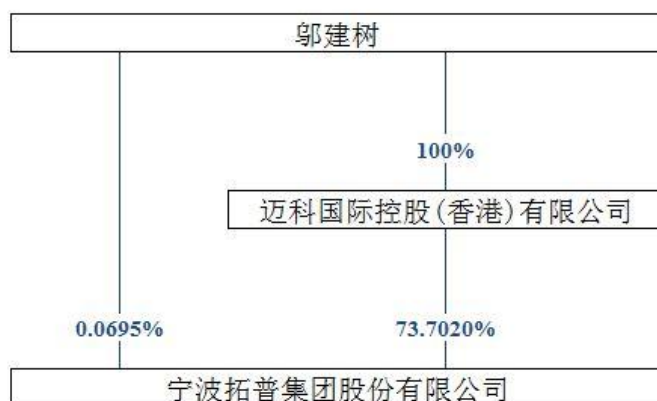 邬建树
100%
迈科国际控股(香港)有限公司
0.0695%
73.7020%
宁波拓普集团股份有限公司